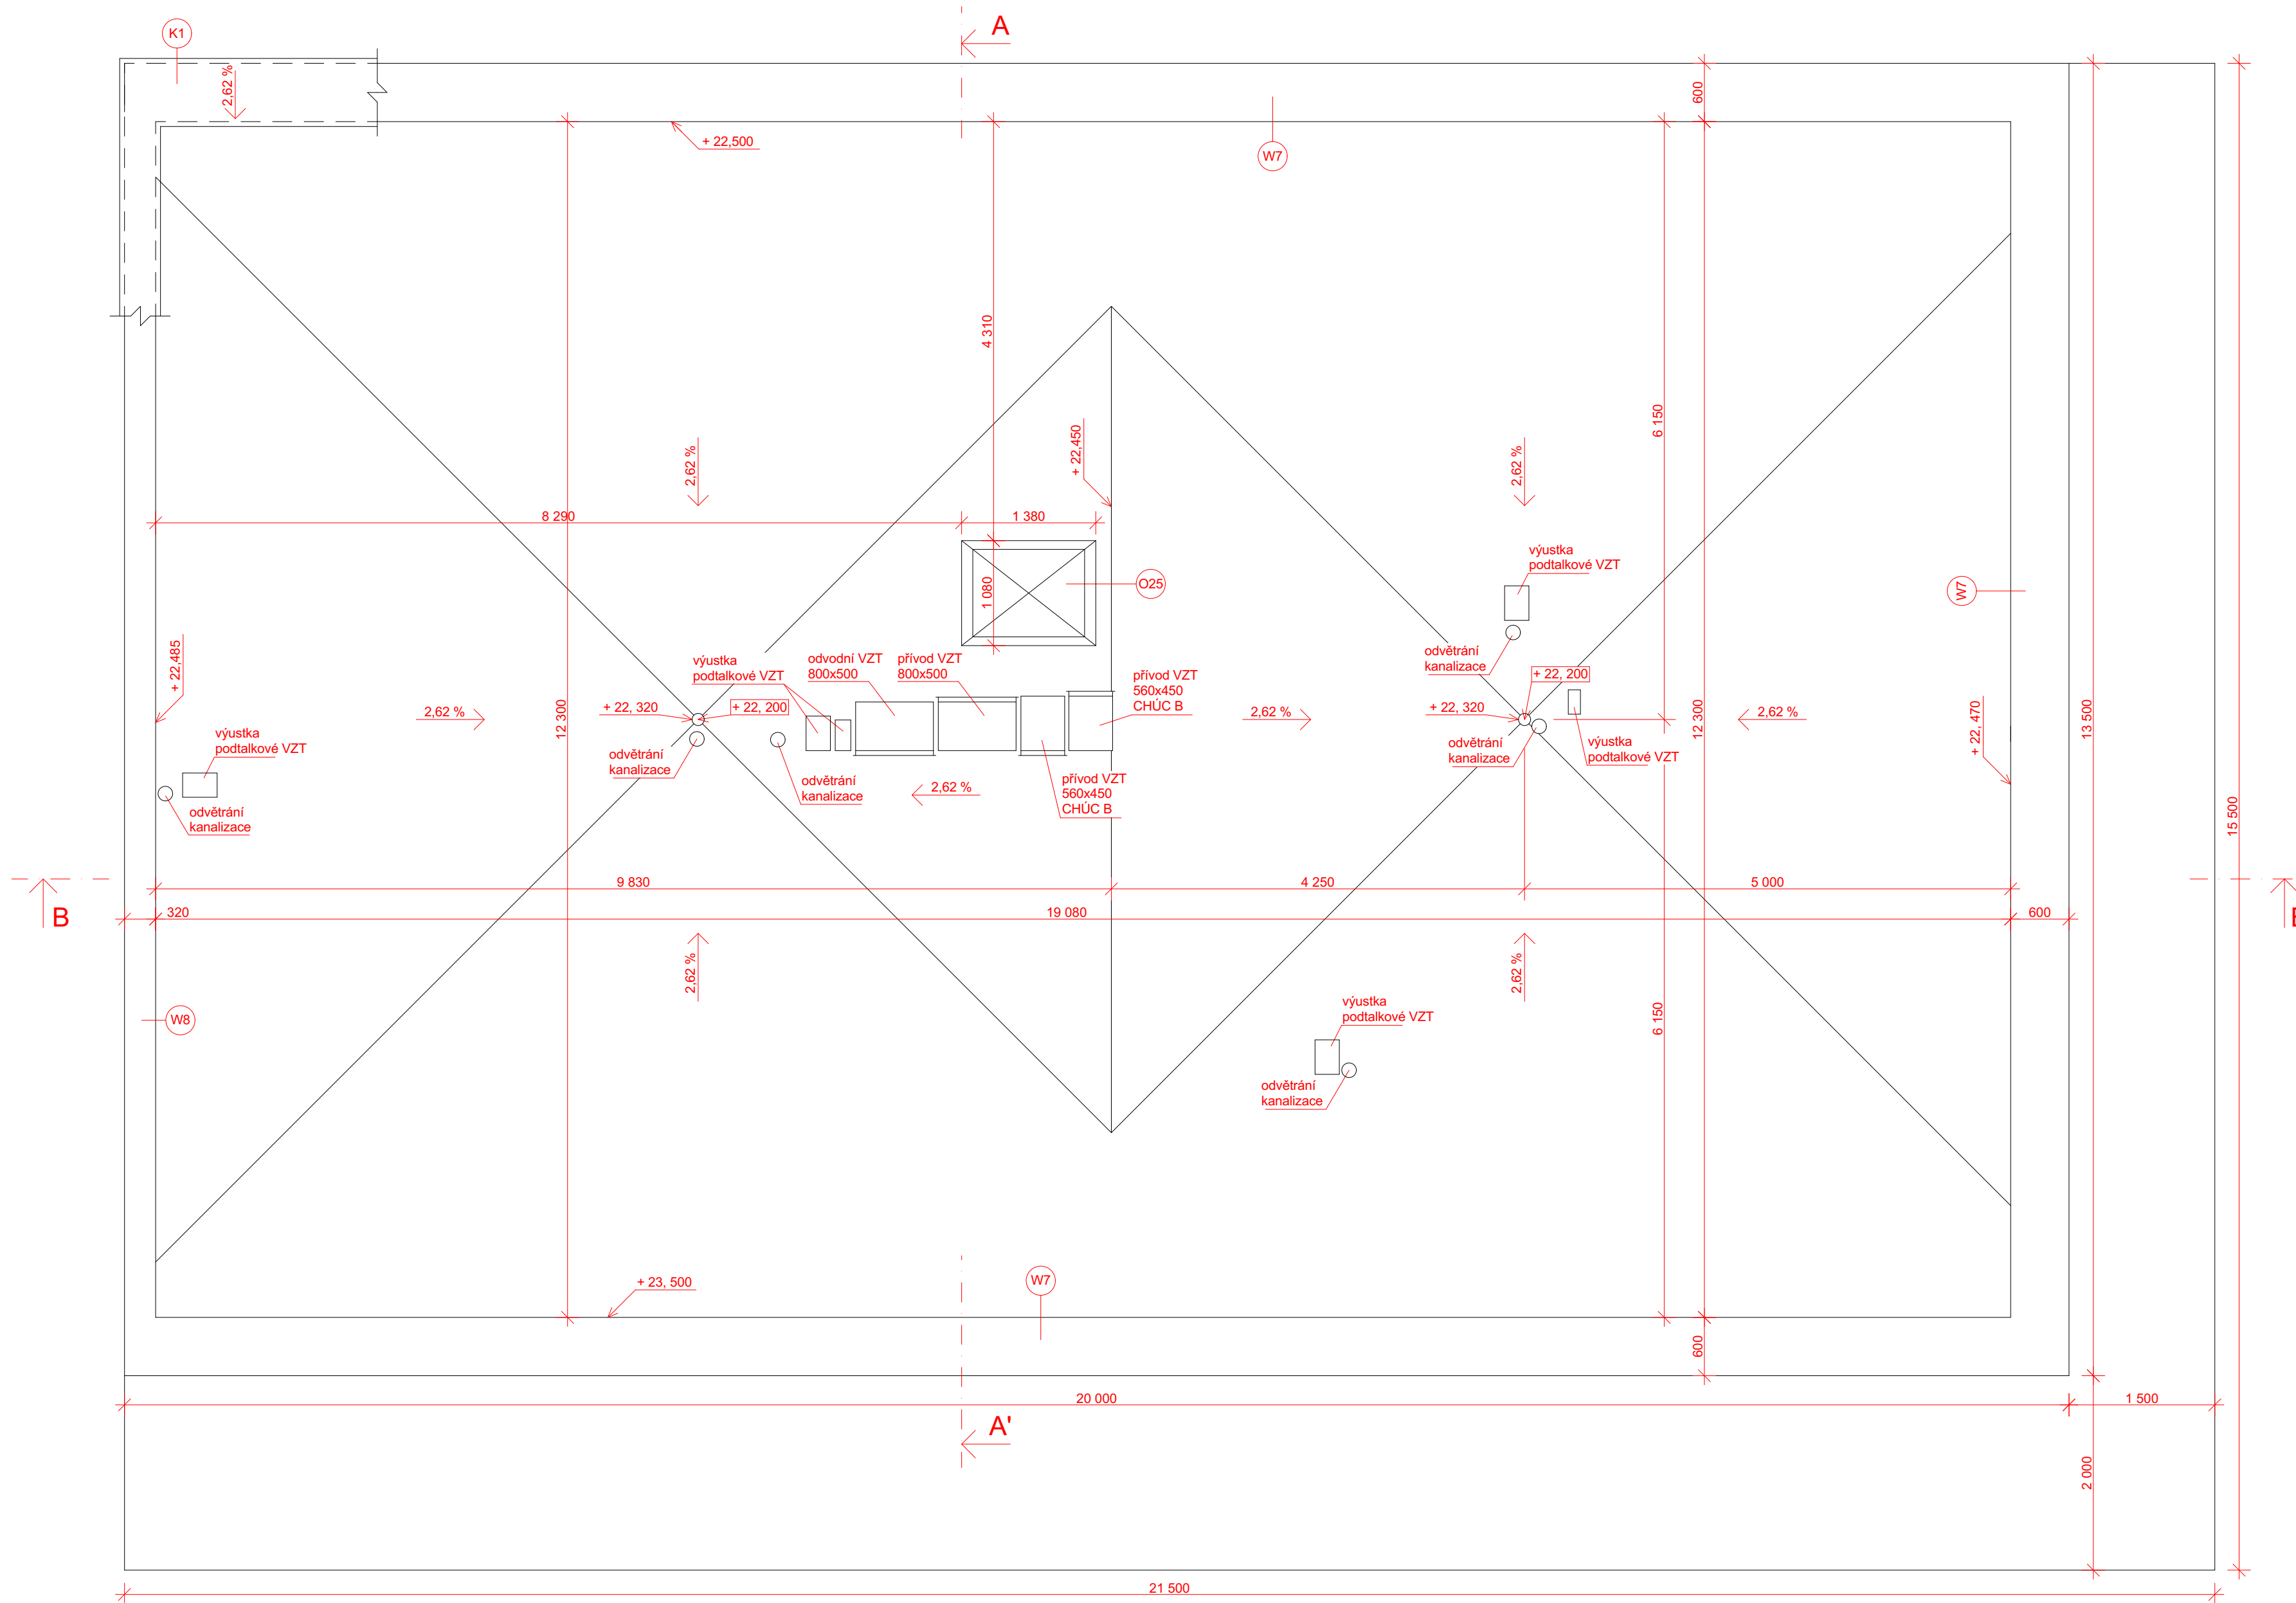 A
K1
2,62 %
600
+ 22,500
W7
4 310
6 150
+ 22,450
2,62 %
2,62 %
8 290
1 380
výustka
podtalkové VZT
1 080
O25
W7
+ 22,485
odvětrání
kanalizace
výustka
podtalkové VZT
odvodní VZT
800x500
přívod VZT
800x500
přívod VZT
560x450
CHÚC B
+ 22, 200
+ 22, 320
+ 22, 200
2,62 %
12 300
2,62 %
+ 22, 320
12 300
2,62 %
+ 22, 470
13 500
výustka
podtalkové VZT
odvětrání
kanalizace
odvětrání
kanalizace
výustka
podtalkové VZT
odvětrání
kanalizace
2,62 %
přívod VZT
560x450
CHÚC B
odvětrání
kanalizace
15 500
9 830
4 250
5 000
B
320
19 080
600
2,62 %
2,62 %
výustka
podtalkové VZT
6 150
W8
odvětrání
kanalizace
+ 23, 500
W7
600
20 000
1 500
A'
2 000
21 500